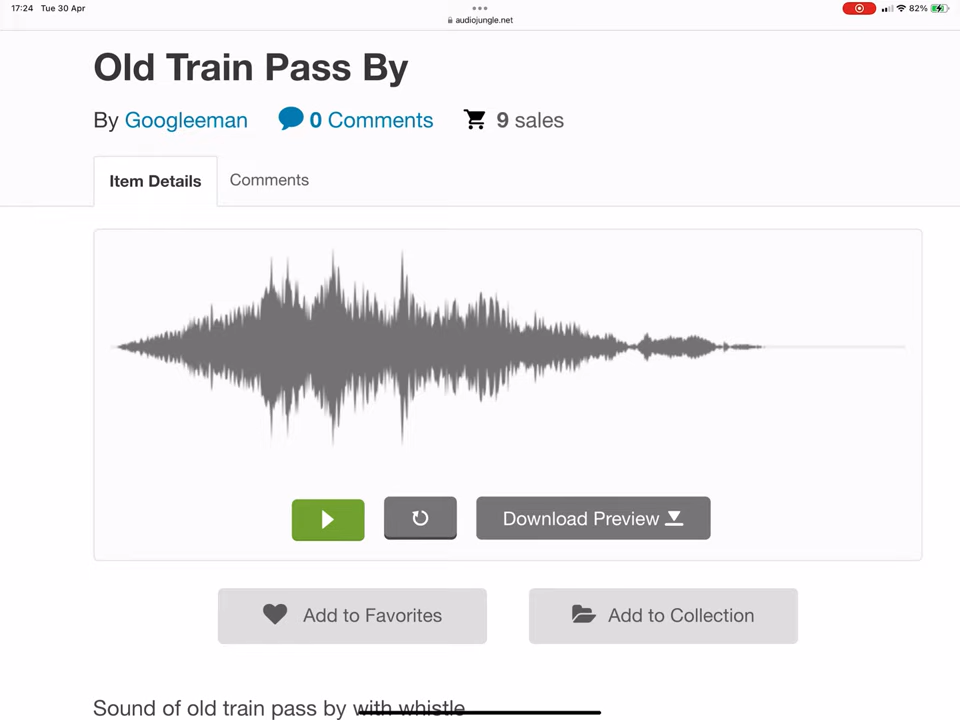 17:24 Tue 30 Apr
82%
audiojungle.net
Old Train Pass By
By Googleeman 0 Comments 9 sales
Item Details Comments
Download Preview
Add to Favorites Add to Collection
Sound of old train pass by with whistle